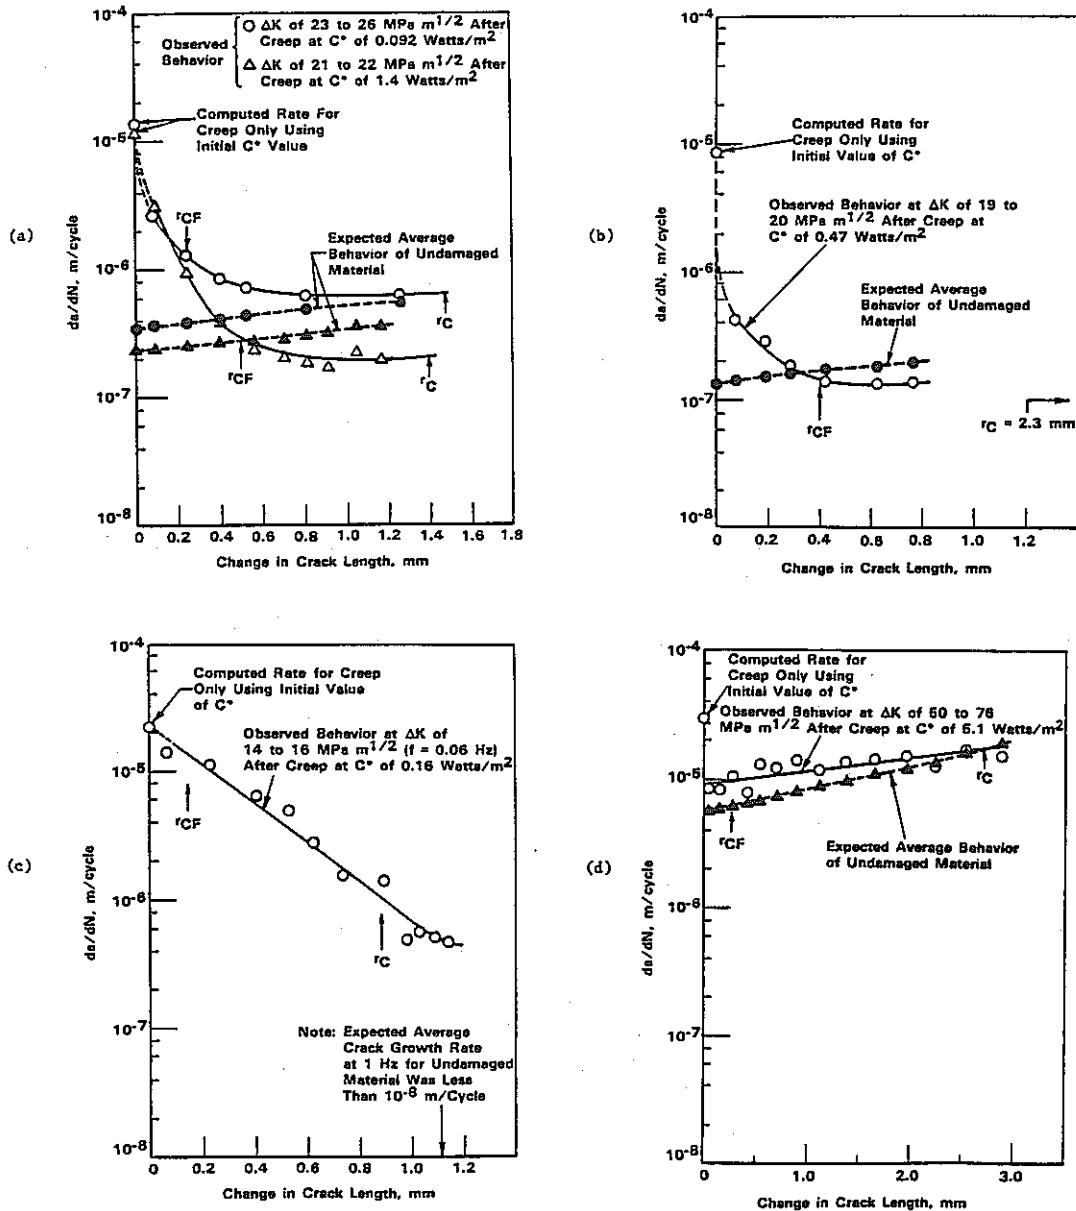 (a)
da/dN, m/cycle
10-4
10-5
10-6
10-7
10-8
Observed
Behavior
ΔK of 23 to 26 MPa m1/2 After
Creep at C* of 0.092 Watts/m2
ΔK of 21 to 22 MPa m1/2 After
Creep at C* of 1.4 Watts/m2
Computed Rate For
Creep Only Using
Initial C* Value
rCF
Expected Average
Behavior of Undamaged
Material
rC
rCF
rC
0 0.2 0.4 0.6 0.8 1.0 1.2 1.4 1.6 1.8
Change in Crack Length, mm
(b)
da/dN, m/cycle
10-4
10-5
10-6
10-7
10-8
Computed Rate for
Creep Only Using
Initial Value of C*
Observed Behavior at ΔK of 19 to
20 MPa m1/2 After Creep at
C* of 0.47 Watts/m2
Expected Average
Behavior of Undamaged
Material
rCF
rC = 2.3 mm
0 0.2 0.4 0.6 0.8 1.0 1.2
Change in Crack Length, mm
(c)
da/dN, m/cycle
10-4
10-5
10-6
10-7
10-8
Computed Rate for Creep
Only Using Initial Value
of C*
Observed Behavior at ΔK of
14 to 16 MPa m1/2 (f = 0.06 Hz)
After Creep at C* of 0.16 Watts/m2
rCF
rC
Note: Expected Average
Crack Growth Rate
at 1 Hz for Undamaged
Material Was Less
Than 10-8 m/Cycle
0 0.2 0.4 0.6 0.8 1.0 1.2
Change in Crack Length, mm
(d)
da/dN, m/cycle
10-4
10-5
10-6
10-7
10-8
Computed Rate for
Creep Only Using
Initial Value of C*
Observed Behavior at ΔK of 50 to 76
MPa m1/2 After Creep at C* of 5.1 Watts/m2
rC
rCF
Expected Average Behavior
of Undamaged Material
0 1.0 2.0 3.0
Change in Crack Length, mm